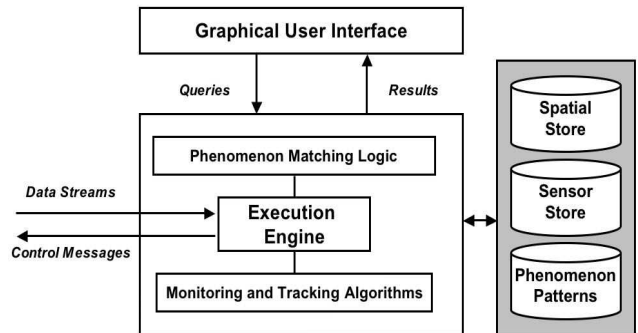 Graphical User Interface
Queries
Results
Phenomenon Matching Logic
Data Streams
Execution
Engine
Control Messages
Monitoring and Tracking Algorithms
Spatial
Store
Sensor
Store
Phenomenon
Patterns